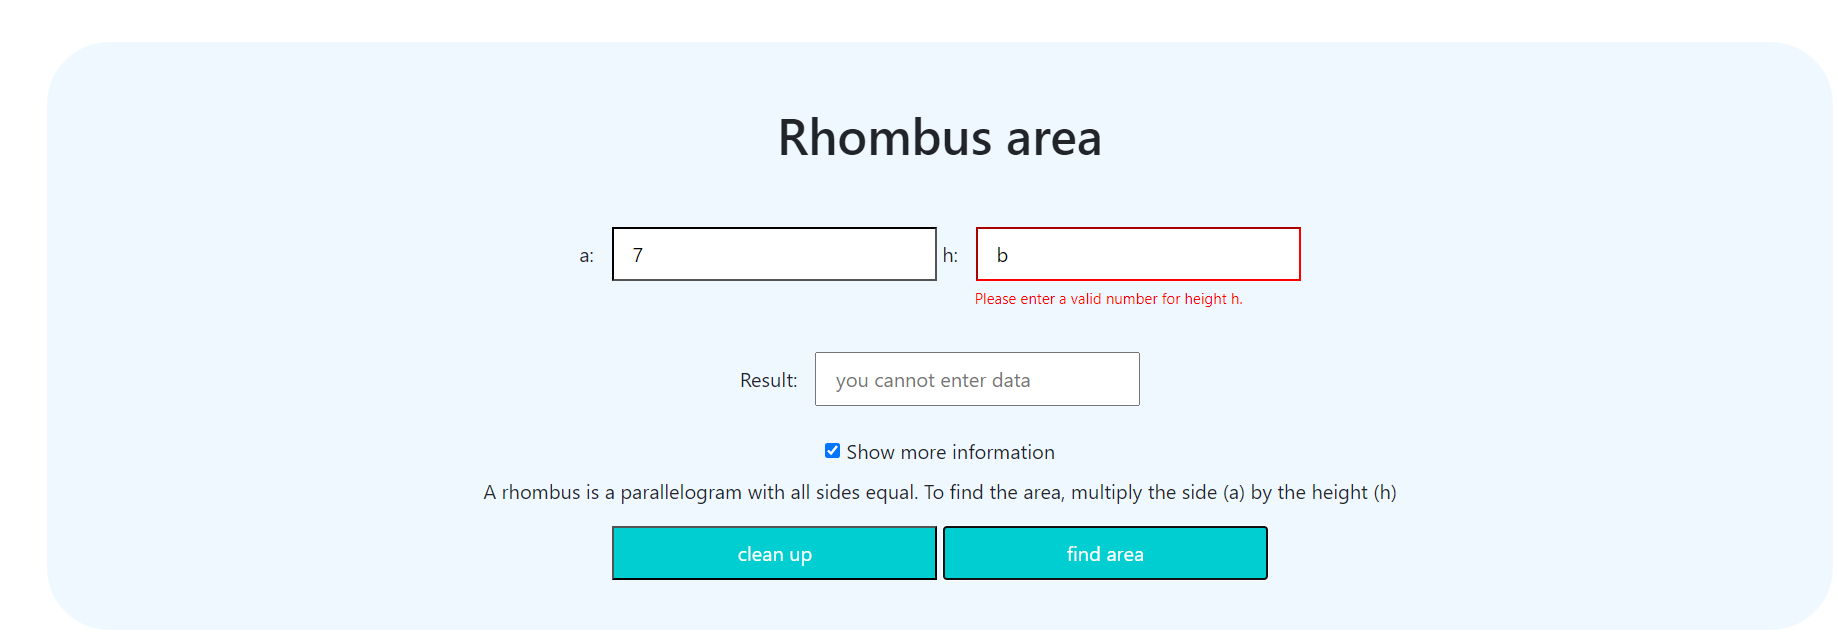 Rhombus area
a: 7 h: b
Please enter a valid number for height h.
Result: you cannot enter data
Show more information
A rhombus is a parallelogram with all sides equal. To find the area, multiply the side (a) by the height (h)
clean up find area